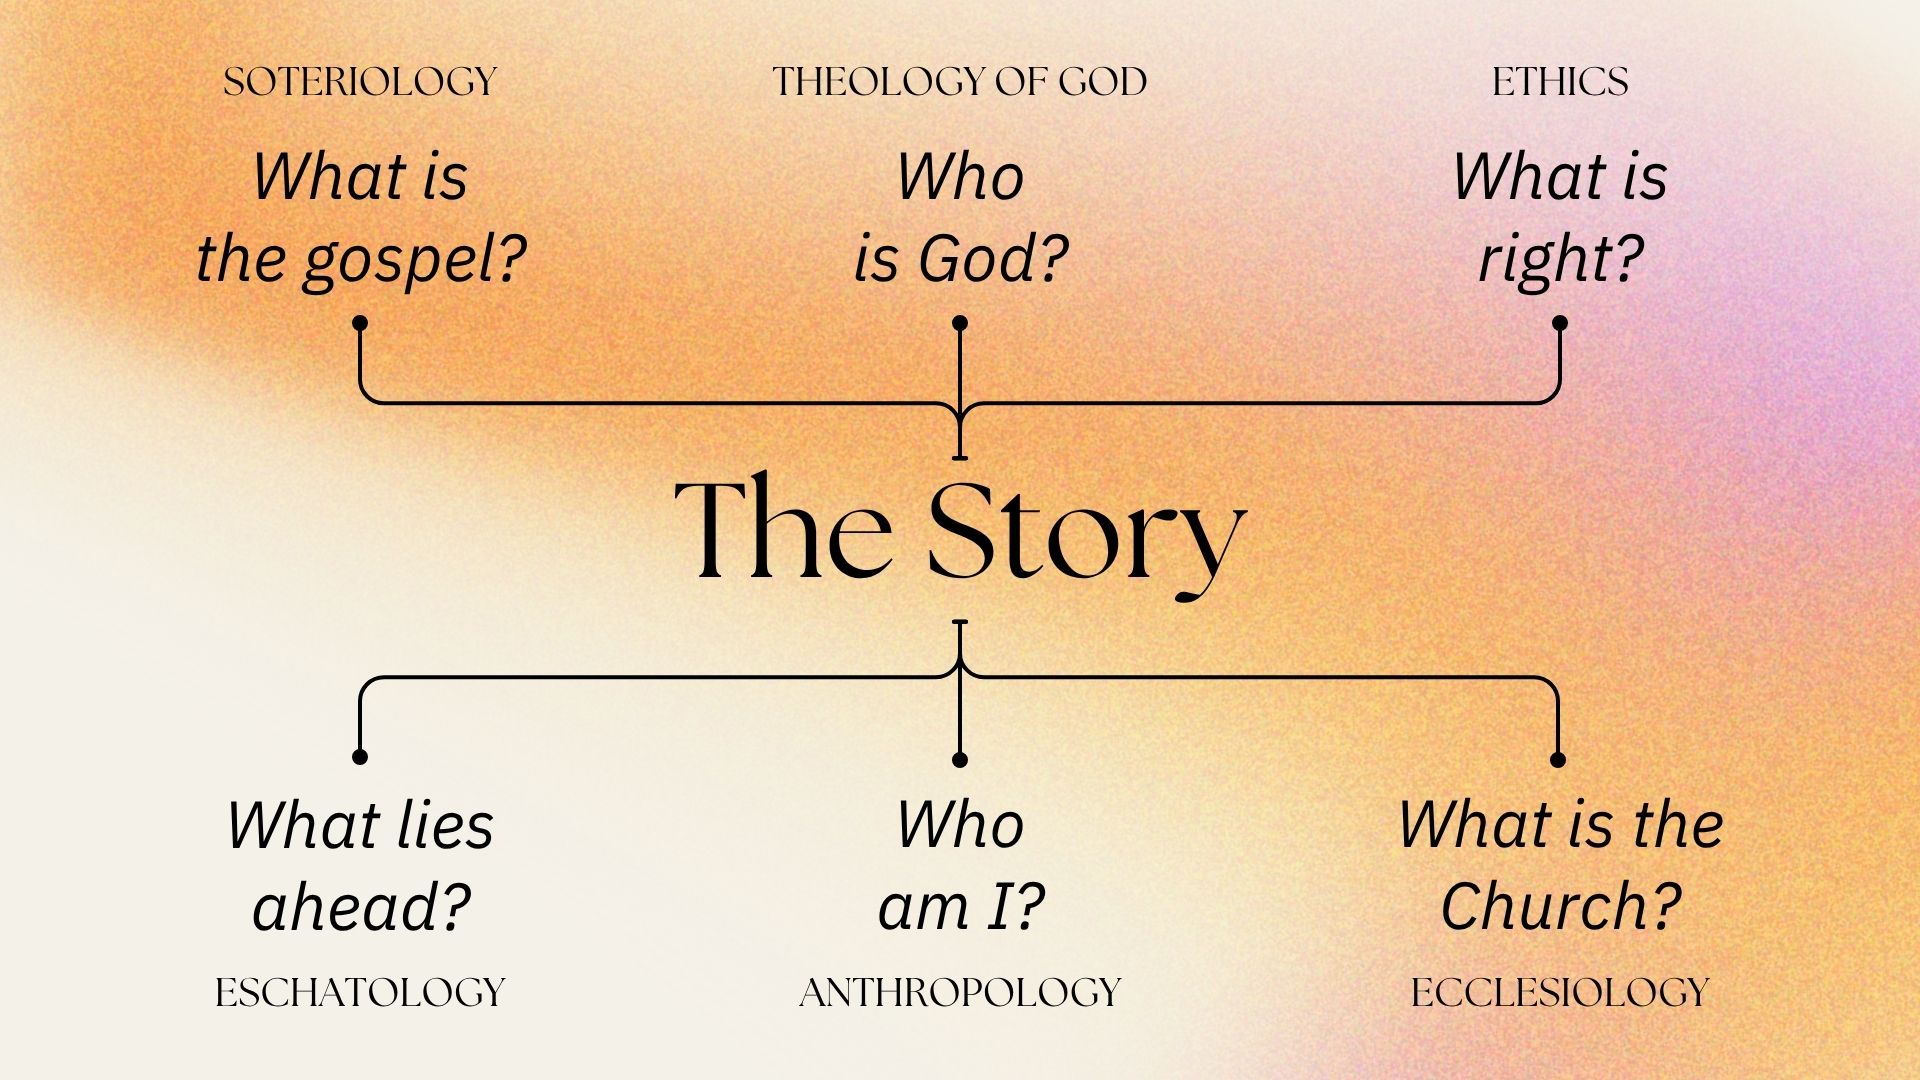 SOTERIOLOGY
What is
the gospel?
THEOLOGY OF GOD
Who
is God?
ETHICS
What is
right?
The Story
What lies
ahead?
ESCHATOLOGY
Who
am I?
ANTHROPOLOGY
What is the
Church?
ECCLESIOLOGY